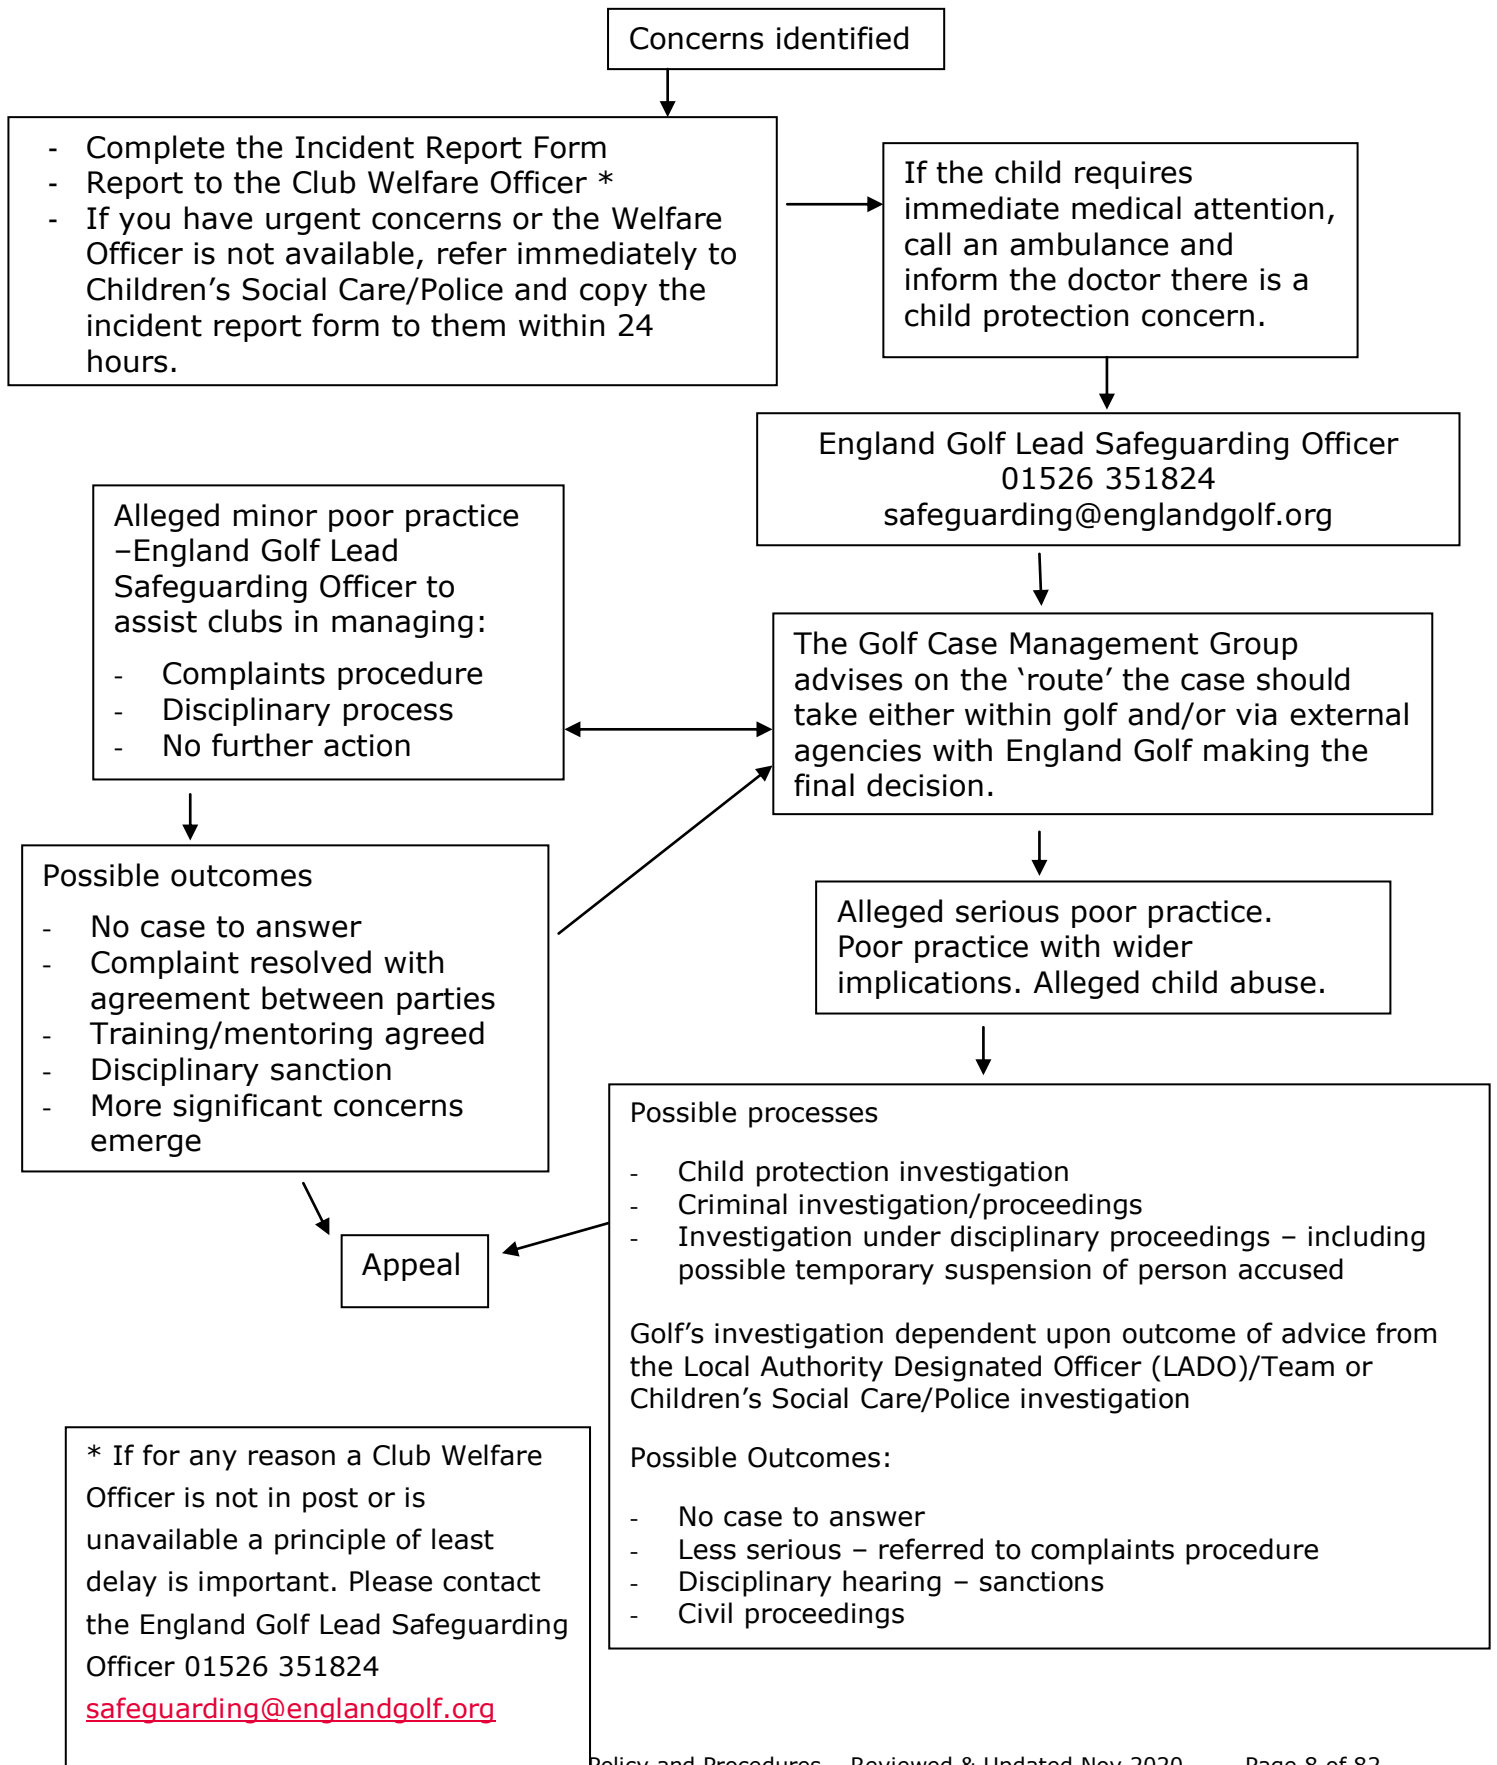 Concerns identified
- Complete the Incident Report Form
- Report to the Club Welfare Officer *
- If you have urgent concerns or the Welfare
Officer is not available, refer immediately to
Children’s Social Care/Police and copy the
incident report form to them within 24
hours.
If the child requires
immediate medical attention,
call an ambulance and
inform the doctor there is a
child protection concern.
England Golf Lead Safeguarding Officer
01526 351824
safeguarding@englandgolf.org
Alleged minor poor practice
–England Golf Lead
Safeguarding Officer to
assist clubs in managing:
- Complaints procedure
- Disciplinary process
- No further action
The Golf Case Management Group
advises on the ‘route’ the case should
take either within golf and/or via external
agencies with England Golf making the
final decision.
Possible outcomes
- No case to answer
- Complaint resolved with
agreement between parties
- Training/mentoring agreed
- Disciplinary sanction
- More significant concerns
emerge
Alleged serious poor practice.
Poor practice with wider
implications. Alleged child abuse.
Appeal
Possible processes
- Child protection investigation
- Criminal investigation/proceedings
- Investigation under disciplinary proceedings – including
possible temporary suspension of person accused
Golf’s investigation dependent upon outcome of advice from
the Local Authority Designated Officer (LADO)/Team or
Children’s Social Care/Police investigation
Possible Outcomes:
- No case to answer
- Less serious – referred to complaints procedure
- Disciplinary hearing – sanctions
- Civil proceedings
* If for any reason a Club Welfare
Officer is not in post or is
unavailable a principle of least
delay is important. Please contact
the England Golf Lead Safeguarding
Officer 01526 351824
safeguarding@englandgolf.org
Policy and Procedures Reviewed & Updated Nov 2020 Page 8 of 82